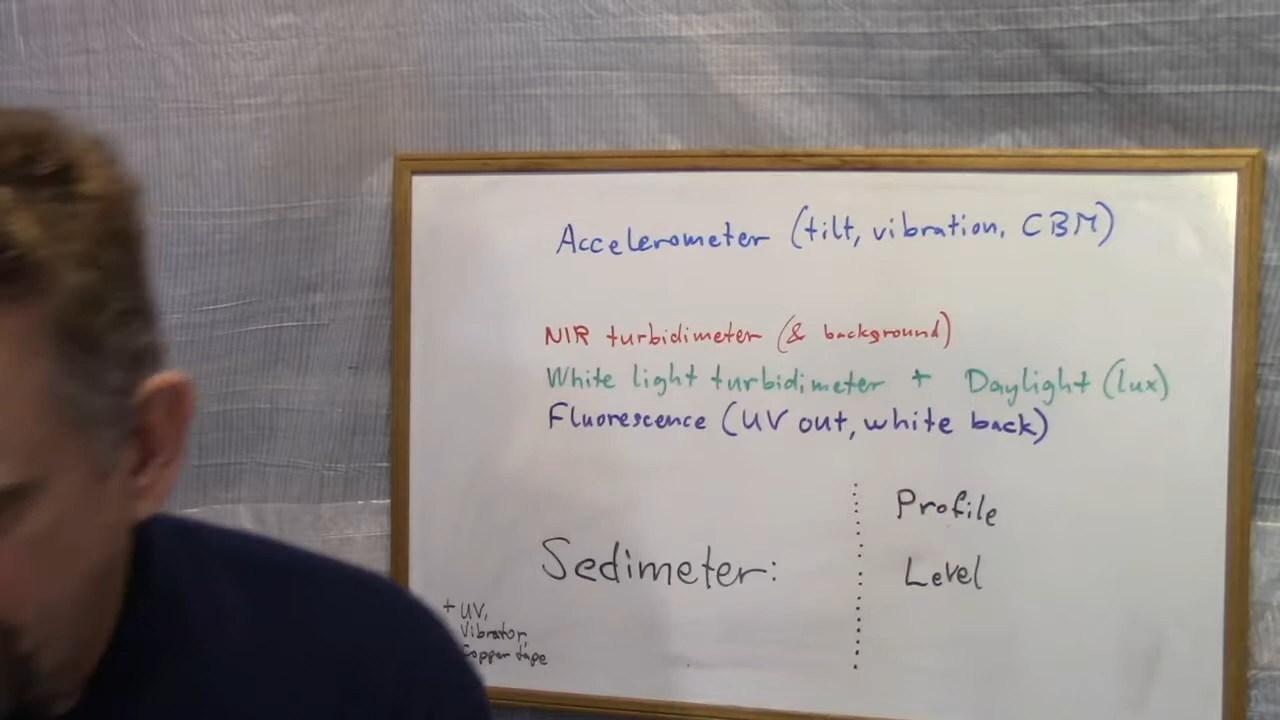 Accelerometer (tilt, vibration, CBM)
NIR turbidimeter (& background)
White light turbidimeter + Daylight (lux)
Fluorescence (UV out, white back)
Profile
Sedimeter:
Level
+ UV,
Vibrator,
Copper tape